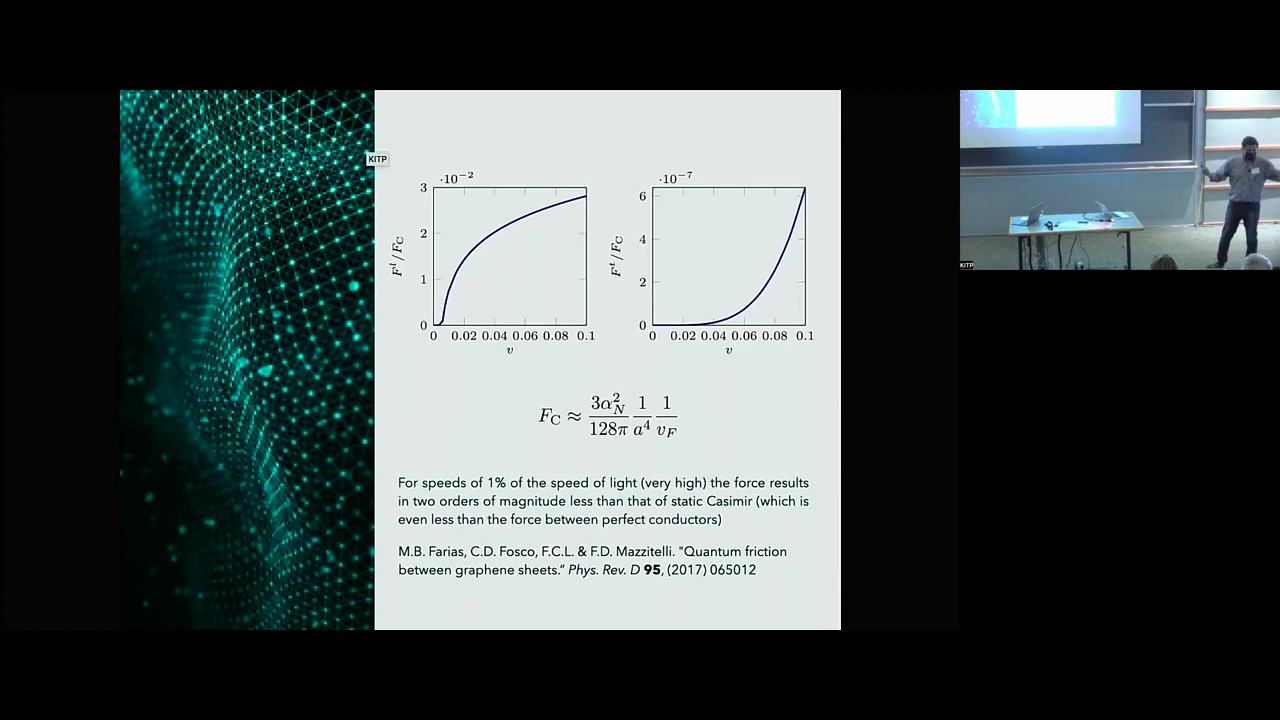 KITP
·10⁻²
3
2
1
0
0 0.02 0.04 0.06 0.08 0.1
v
Fˡ/F_C
·10⁻⁷
6
4
2
0
0 0.02 0.04 0.06 0.08 0.1
v
Fᵗ/F_C
F_C ≈ 3α_N² / 128π 1/a⁴ 1/v_F
For speeds of 1% of the speed of light (very high) the force results
in two orders of magnitude less than that of static Casimir (which is
even less than the force between perfect conductors)
M.B. Farias, C.D. Fosco, F.C.L. & F.D. Mazzitelli. "Quantum friction
between graphene sheets." Phys. Rev. D 95, (2017) 065012
KITP